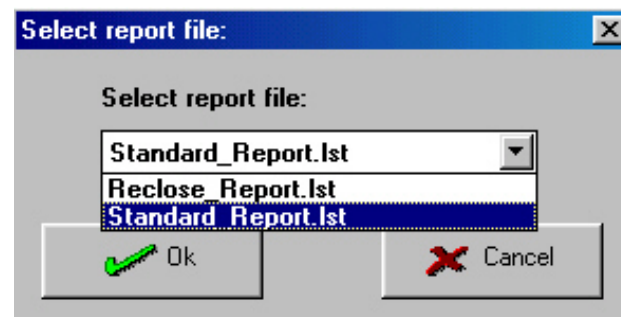 Select report file:
Select report file:
Standard_Report.lst
Reclose_Report.lst
Standard_Report.lst
Ok
Cancel